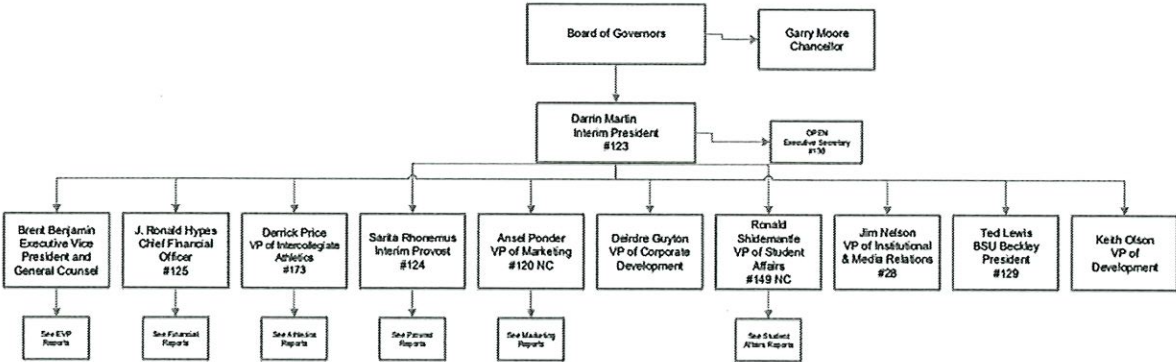 Board of Governors
Garry Moore
Chancellor
Darrin Martin
Interim President
#123
OPEN
Executive Secretary
Brent Benjamin
Executive Vice
President and
General Counsel
J. Ronald Hypes
Chief Financial
Officer
#125
Derrick Price
VP of Intercollegiate
Athletics
#173
Sarita Rhonemus
Interim Provost
#124
Ansel Ponder
VP of Marketing
#120 NC
Deirdre Guyton
VP of Corporate
Development
Ronald
Shidemantle
VP of Student
Affairs
#149 NC
Jim Nelson
VP of Institutional
& Media Relations
#28
Ted Lewis
BSU Beckley
President
#129
Keith Olson
VP of
Development
See EVP
Reports
See Financial
Reports
See Athletics
Reports
See Provost
Reports
See Marketing
Reports
See Student
Affairs Reports